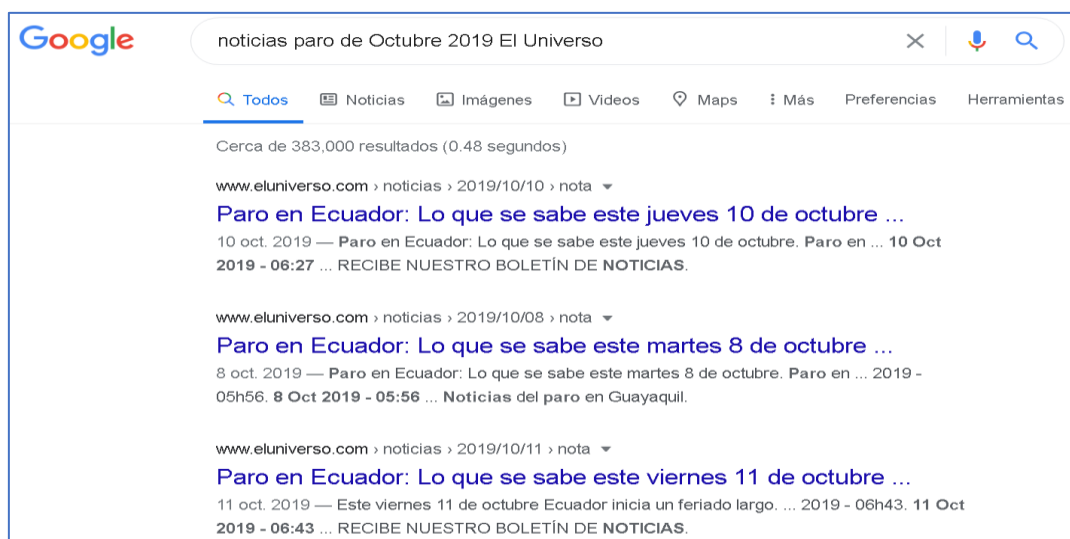 Google
noticias paro de Octubre 2019 El Universo
Todos Noticias Imágenes Videos Maps Más Preferencias Herramientas
Cerca de 383,000 resultados (0.48 segundos)
www.eluniverso.com › noticias › 2019/10/10 › nota
Paro en Ecuador: Lo que se sabe este jueves 10 de octubre ...
10 oct. 2019 — Paro en Ecuador: Lo que se sabe este jueves 10 de octubre. Paro en ... 10 Oct
2019 - 06:27 ... RECIBE NUESTRO BOLETÍN DE NOTICIAS.
www.eluniverso.com › noticias › 2019/10/08 › nota
Paro en Ecuador: Lo que se sabe este martes 8 de octubre ...
8 oct. 2019 — Paro en Ecuador: Lo que se sabe este martes 8 de octubre. Paro en ... 2019 -
05h56. 8 Oct 2019 - 05:56 ... Noticias del paro en Guayaquil.
www.eluniverso.com › noticias › 2019/10/11 › nota
Paro en Ecuador: Lo que se sabe este viernes 11 de octubre ...
11 oct. 2019 — Este viernes 11 de octubre Ecuador inicia un feriado largo. ... 2019 - 06h43. 11 Oct
2019 - 06:43 ... RECIBE NUESTRO BOLETÍN DE NOTICIAS.